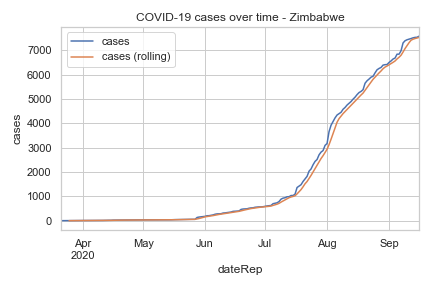 COVID-19 cases over time - Zimbabwe
cases
cases (rolling)
7000
6000
5000
4000
3000
2000
1000
0
cases
Apr
2020
May
Jun
Jul
Aug
Sep
dateRep